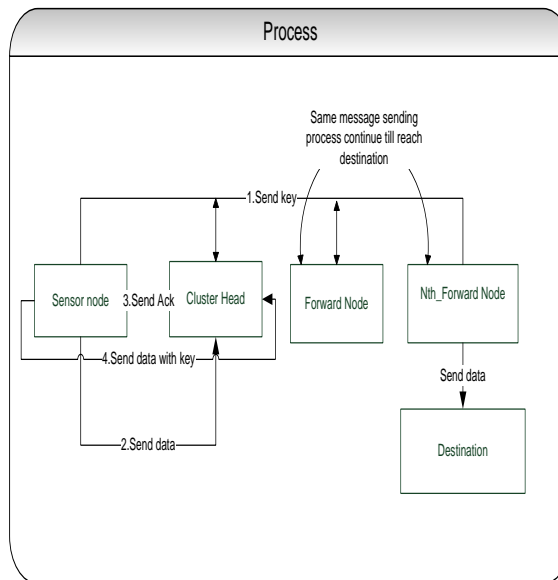 Process
Same message sending
process continue till reach
destination
1.Send key
Sensor node
3.Send Ack
Cluster Head
Forward Node
Nth_Forward Node
4.Send data with key
Send data
2.Send data
Destination